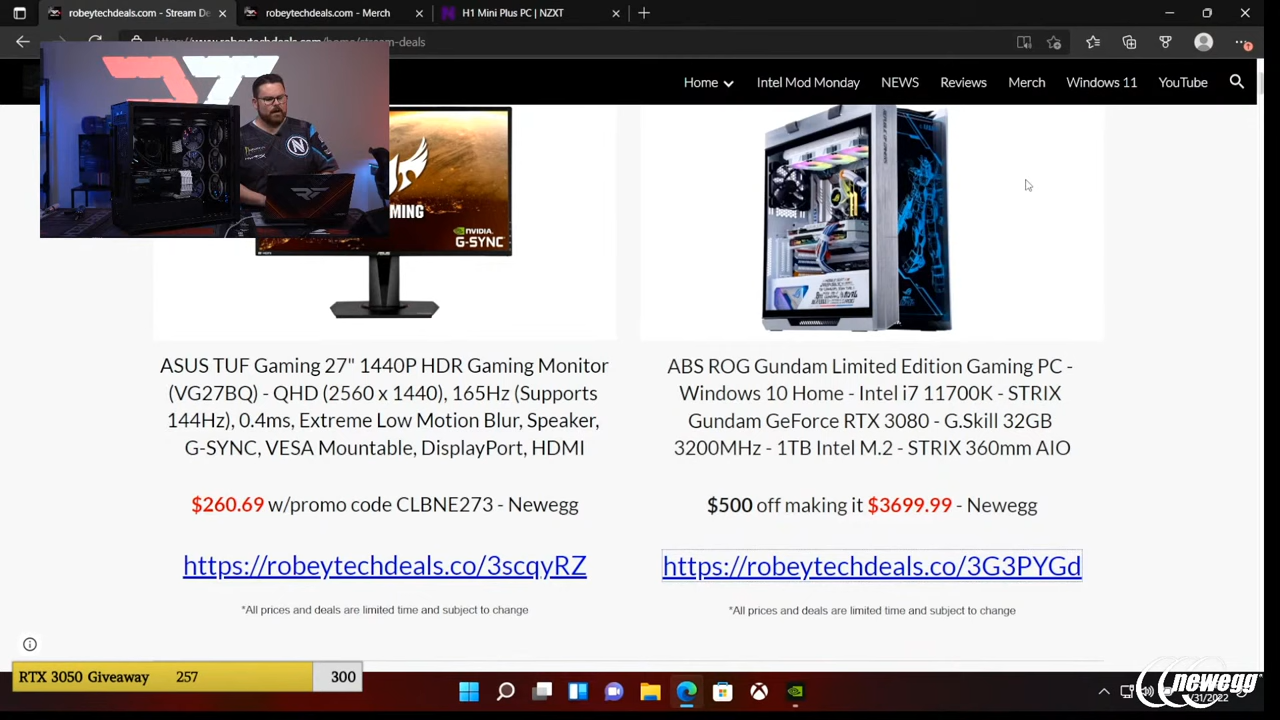 robeytechdeals.com - Stream De
robeytechdeals.com - Merch
H1 Mini Plus PC | NZXT
https://www.robeytechdeals.com/home/stream-deals
Home
Intel Mod Monday
NEWS
Reviews
Merch
Windows 11
YouTube
MING
NVIDIA
G-SYNC
ASUS TUF Gaming 27" 1440P HDR Gaming Monitor
(VG27BQ) - QHD (2560 x 1440), 165Hz (Supports
144Hz), 0.4ms, Extreme Low Motion Blur, Speaker,
G-SYNC, VESA Mountable, DisplayPort, HDMI
$260.69 w/promo code CLBNE273 - Newegg
https://robeytechdeals.co/3scqyRZ
*All prices and deals are limited time and subject to change
ABS ROG Gundam Limited Edition Gaming PC -
Windows 10 Home - Intel i7 11700K - STRIX
Gundam GeForce RTX 3080 - G.Skill 32GB
3200MHz - 1TB Intel M.2 - STRIX 360mm AIO
$500 off making it $3699.99 - Newegg
https://robeytechdeals.co/3G3PYGd
*All prices and deals are limited time and subject to change
RTX 3050 Giveaway 257 300
newegg
/31/2022